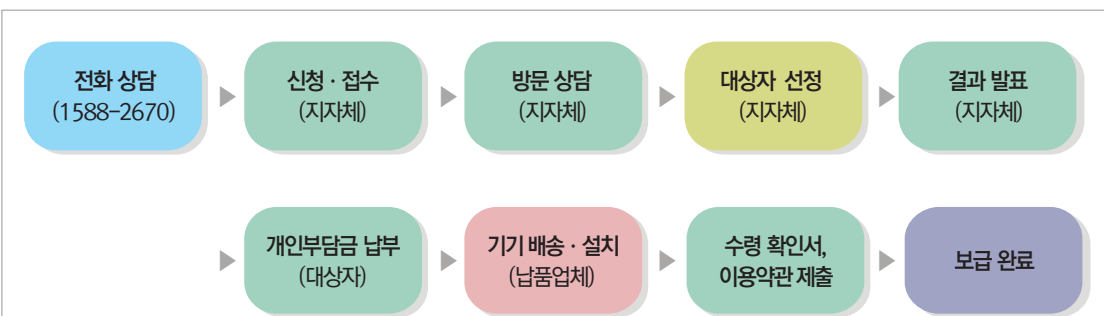 전화 상담
(1588-2670)
신청 · 접수
(지자체)
방문 상담
(지자체)
대상자 선정
(지자체)
결과 발표
(지자체)
개인부담금 납부
(대상자)
기기 배송 · 설치
(납품업체)
수령 확인서,
이용약관 제출
보급 완료